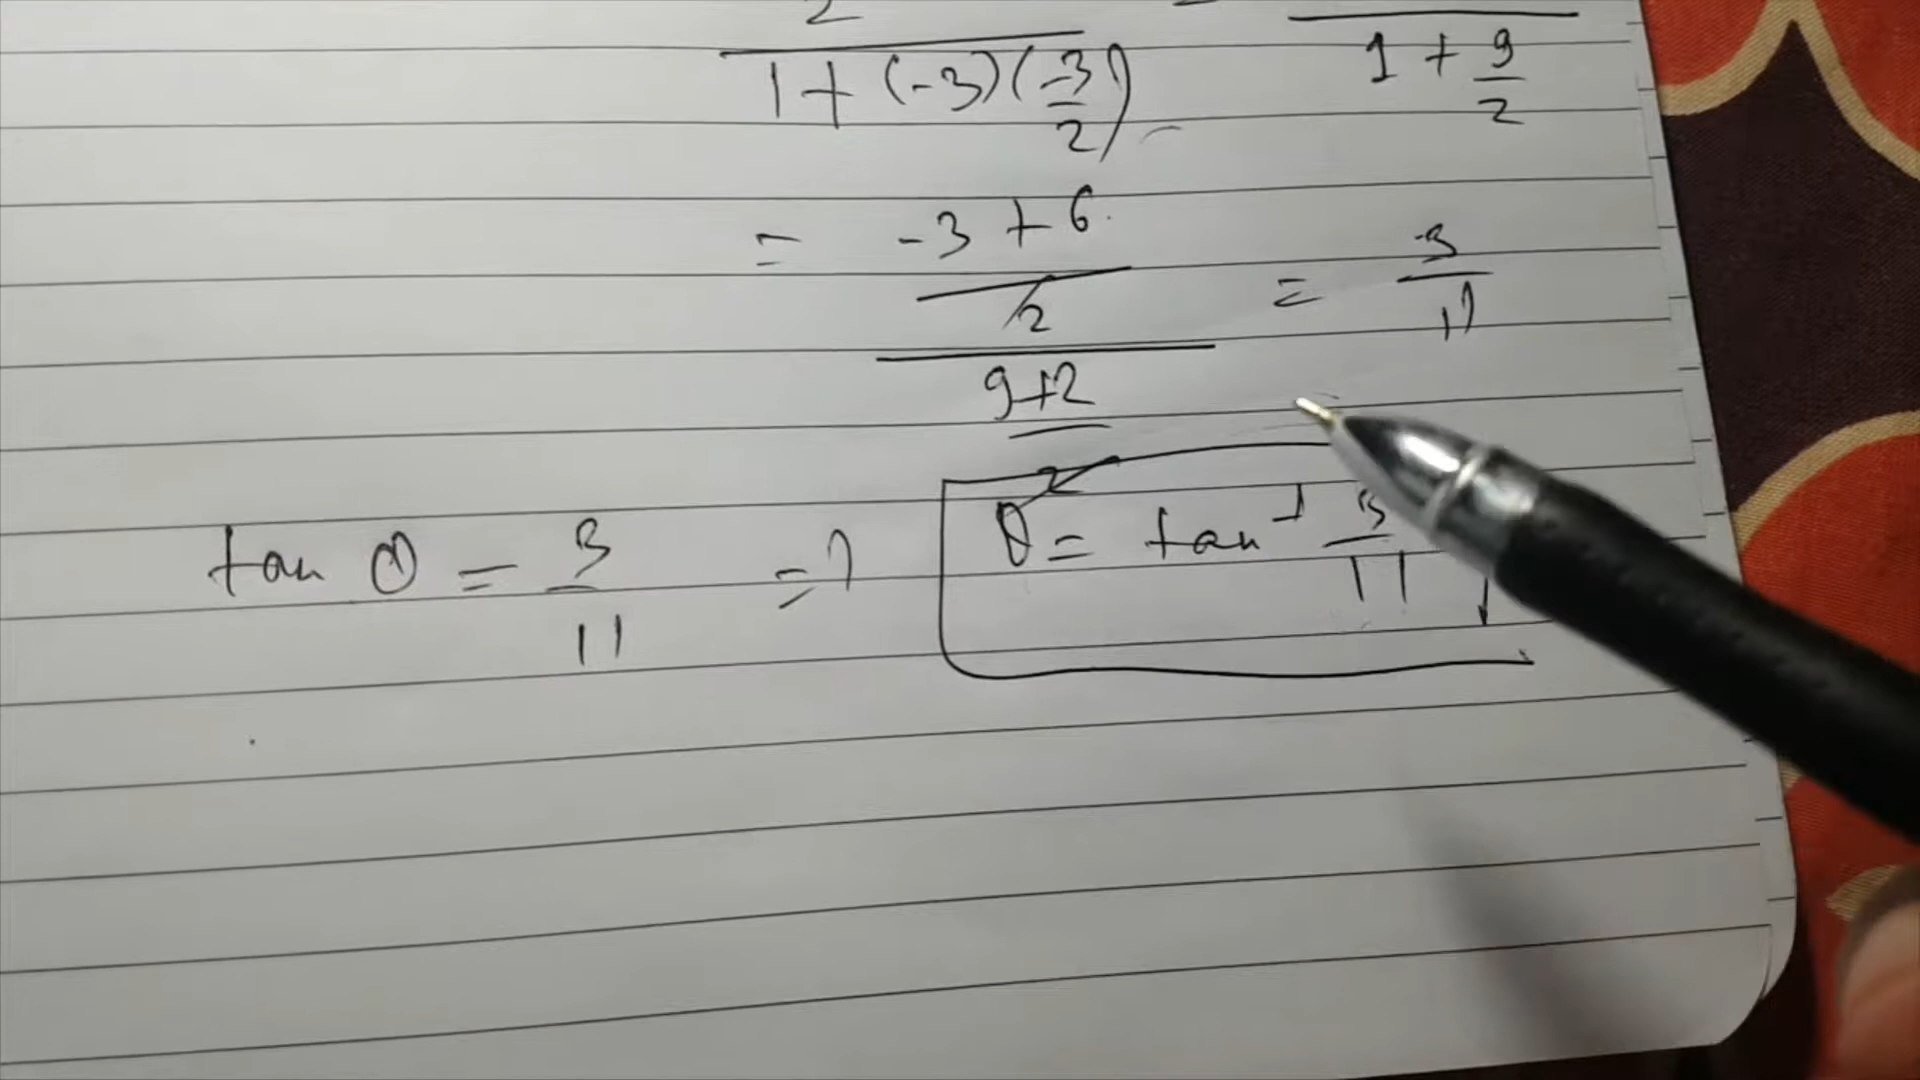 2
1 + (-3)(-3/2)
1 + 9/2
= -3 + 6 / 2 / 9+2 / 2 = 3/11
tan θ = 3/11 => θ = tan⁻¹ 3/11